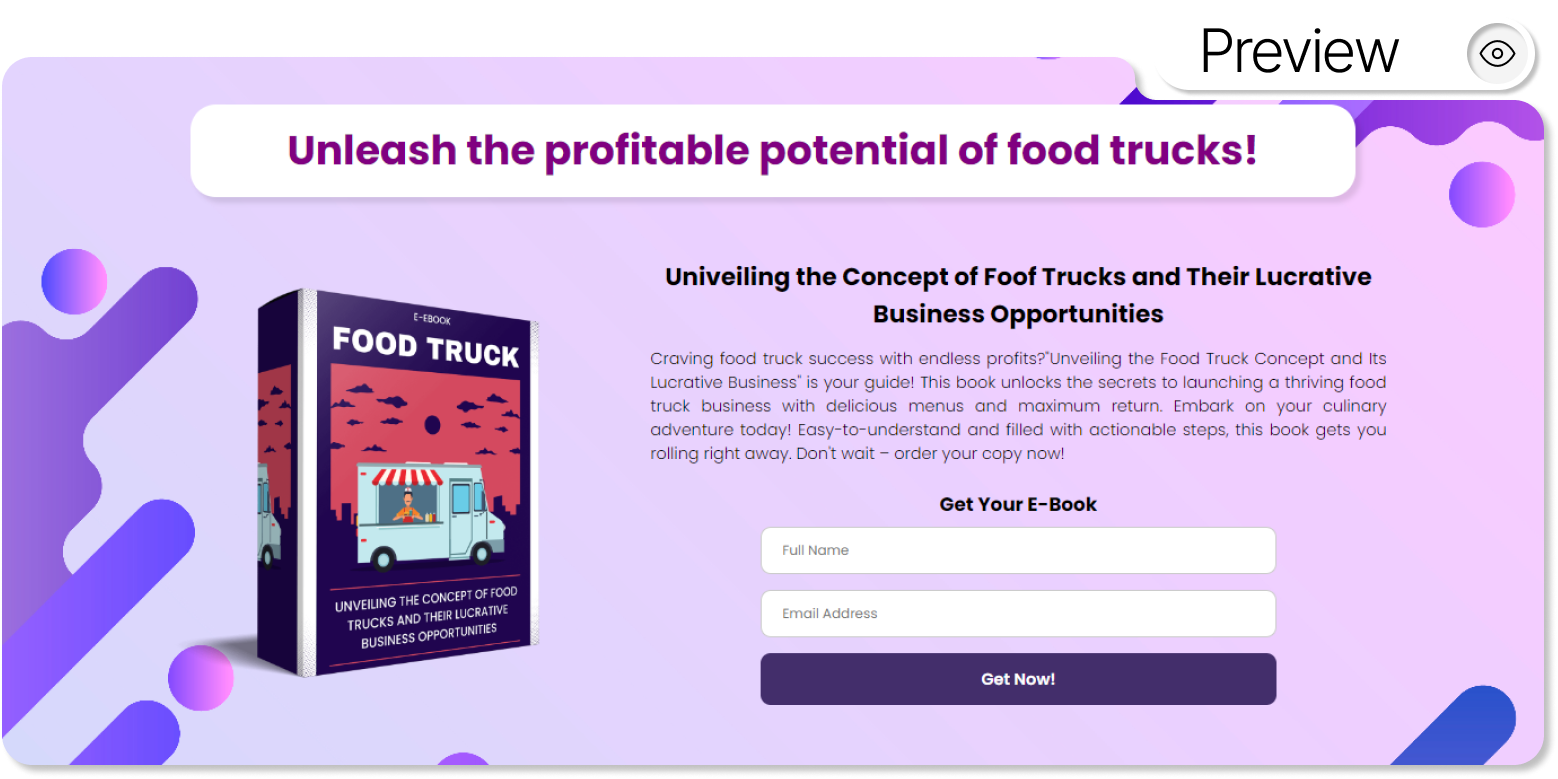 Preview
Unleash the profitable potential of food trucks!
Univeiling the Concept of Foof Trucks and Their Lucrative
Business Opportunities
Craving food truck success with endless profits?"Unveiling the Food Truck Concept and Its
Lucrative Business" is your guide! This book unlocks the secrets to launching a thriving food
truck business with delicious menus and maximum return. Embark on your culinary
adventure today! Easy-to-understand and filled with actionable steps, this book gets you
rolling right away. Don't wait – order your copy now!
E-EBOOK
FOOD TRUCK
UNVEILING THE CONCEPT OF FOOD
TRUCKS AND THEIR LUCRATIVE
BUSINESS OPPORTUNITIES
Get Your E-Book
Full Name
Email Address
Get Now!